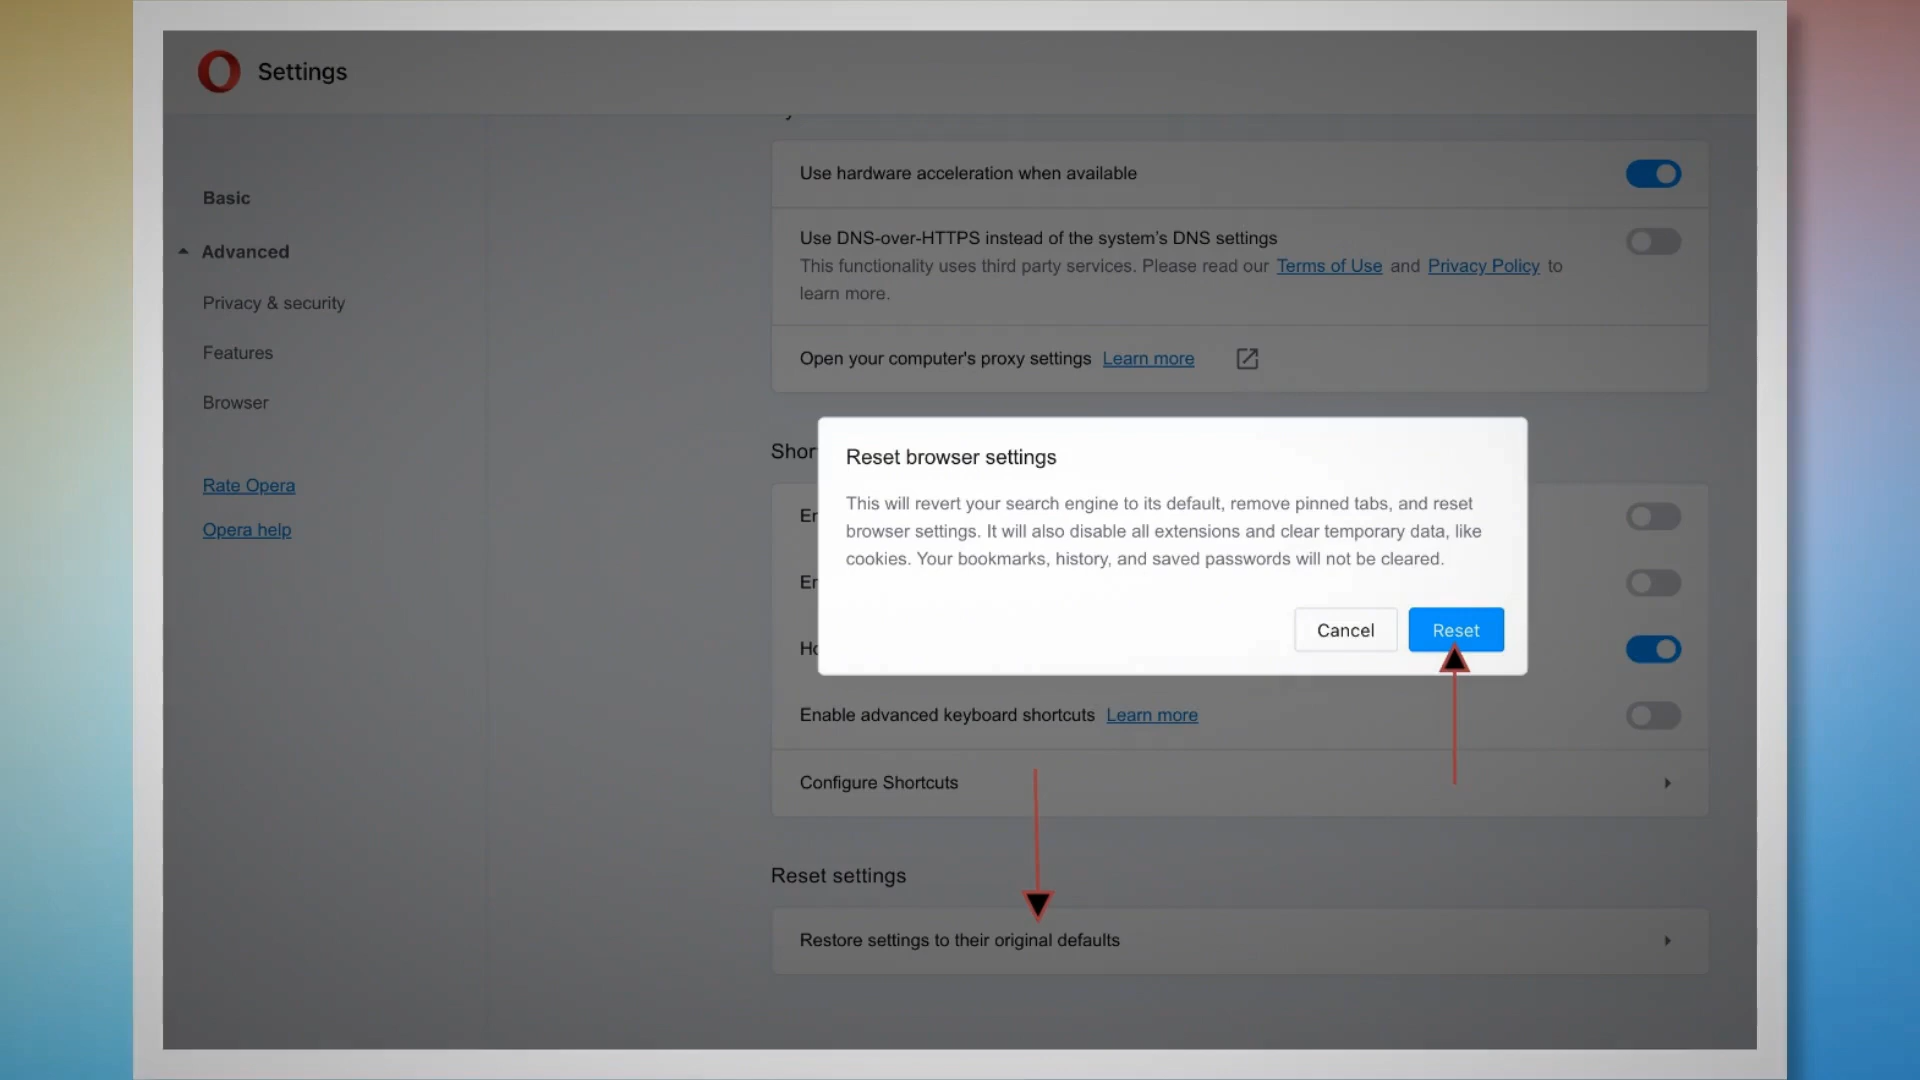 Settings
Basic
Advanced
Privacy & security
Features
Browser
Rate Opera
Opera help
Use hardware acceleration when available
Use DNS-over-HTTPS instead of the system's DNS settings
This functionality uses third party services. Please read our Terms of Use and Privacy Policy to
learn more.
Open your computer's proxy settings Learn more
Shor
Er
Er
Ho
Reset browser settings
This will revert your search engine to its default, remove pinned tabs, and reset
browser settings. It will also disable all extensions and clear temporary data, like
cookies. Your bookmarks, history, and saved passwords will not be cleared.
Cancel Reset
Enable advanced keyboard shortcuts Learn more
Configure Shortcuts
Reset settings
Restore settings to their original defaults